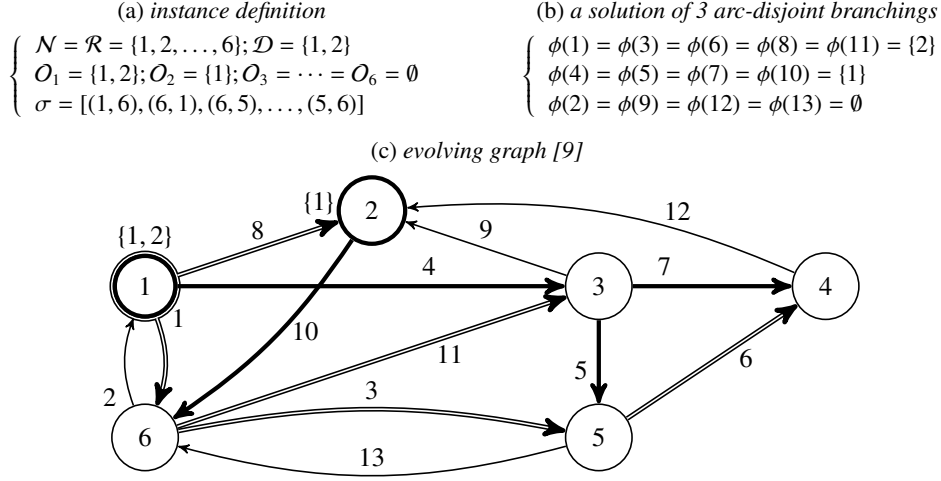 (a) instance definition
(b) a solution of 3 arc-disjoint branchings
𝒩 = ℛ = {1, 2, . . . , 6}; 𝒟 = {1, 2}
𝒪₁ = {1, 2}; 𝒪₂ = {1}; 𝒪₃ = · · · = 𝒪₆ = ∅
σ = [(1, 6), (6, 1), (6, 5), . . . , (5, 6)]
ϕ(1) = ϕ(3) = ϕ(6) = ϕ(8) = ϕ(11) = {2}
ϕ(4) = ϕ(5) = ϕ(7) = ϕ(10) = {1}
ϕ(2) = ϕ(9) = ϕ(12) = ϕ(13) = ∅
(c) evolving graph [9]
{1}
2
12
{1, 2}
8
9
1
4
3
7
4
1
10
11
5
6
2
3
6
5
13